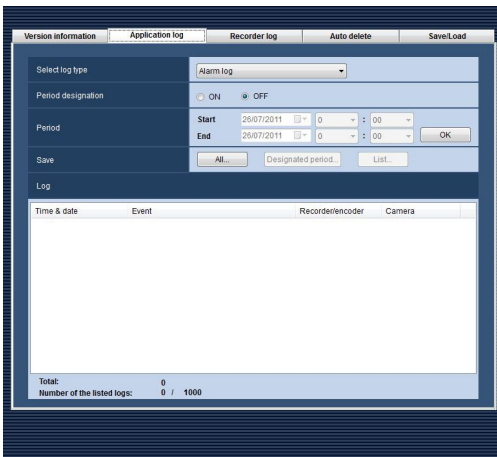 Version information Application log Recorder log Auto delete Save/Load
Select log type Alarm log
Period designation ON OFF
Start 26/07/2011 0 : 00
Period
End 26/07/2011 0 : 00 OK
Save All... Designated period... List...
Log
Time & date Event Recorder/encoder Camera
Total: 0
Number of the listed logs: 0 / 1000